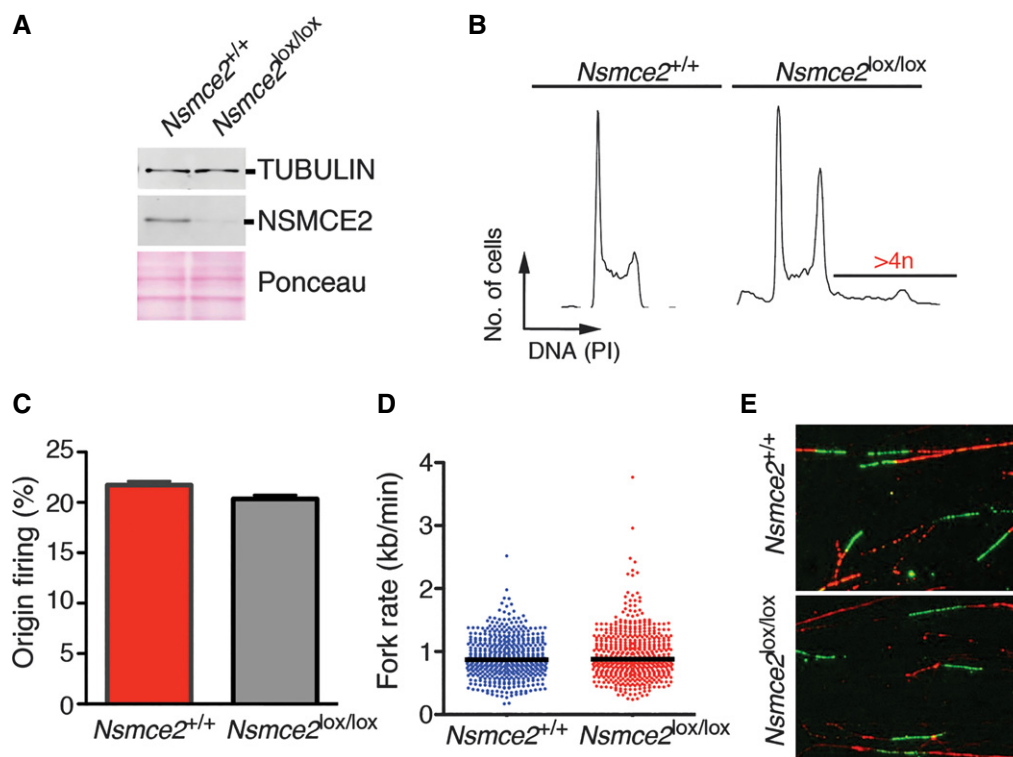 A
Nsmce2+/+
Nsmce2lox/lox
TUBULIN
NSMCE2
Ponceau
B
Nsmce2+/+
Nsmce2lox/lox
>4n
No. of cells
DNA (PI)
C
Origin firing (%)
25
20
15
10
5
0
Nsmce2+/+
Nsmce2lox/lox
D
Fork rate (kb/min)
4
3
2
1
0
Nsmce2+/+
Nsmce2lox/lox
E
Nsmce2+/+
Nsmce2lox/lox